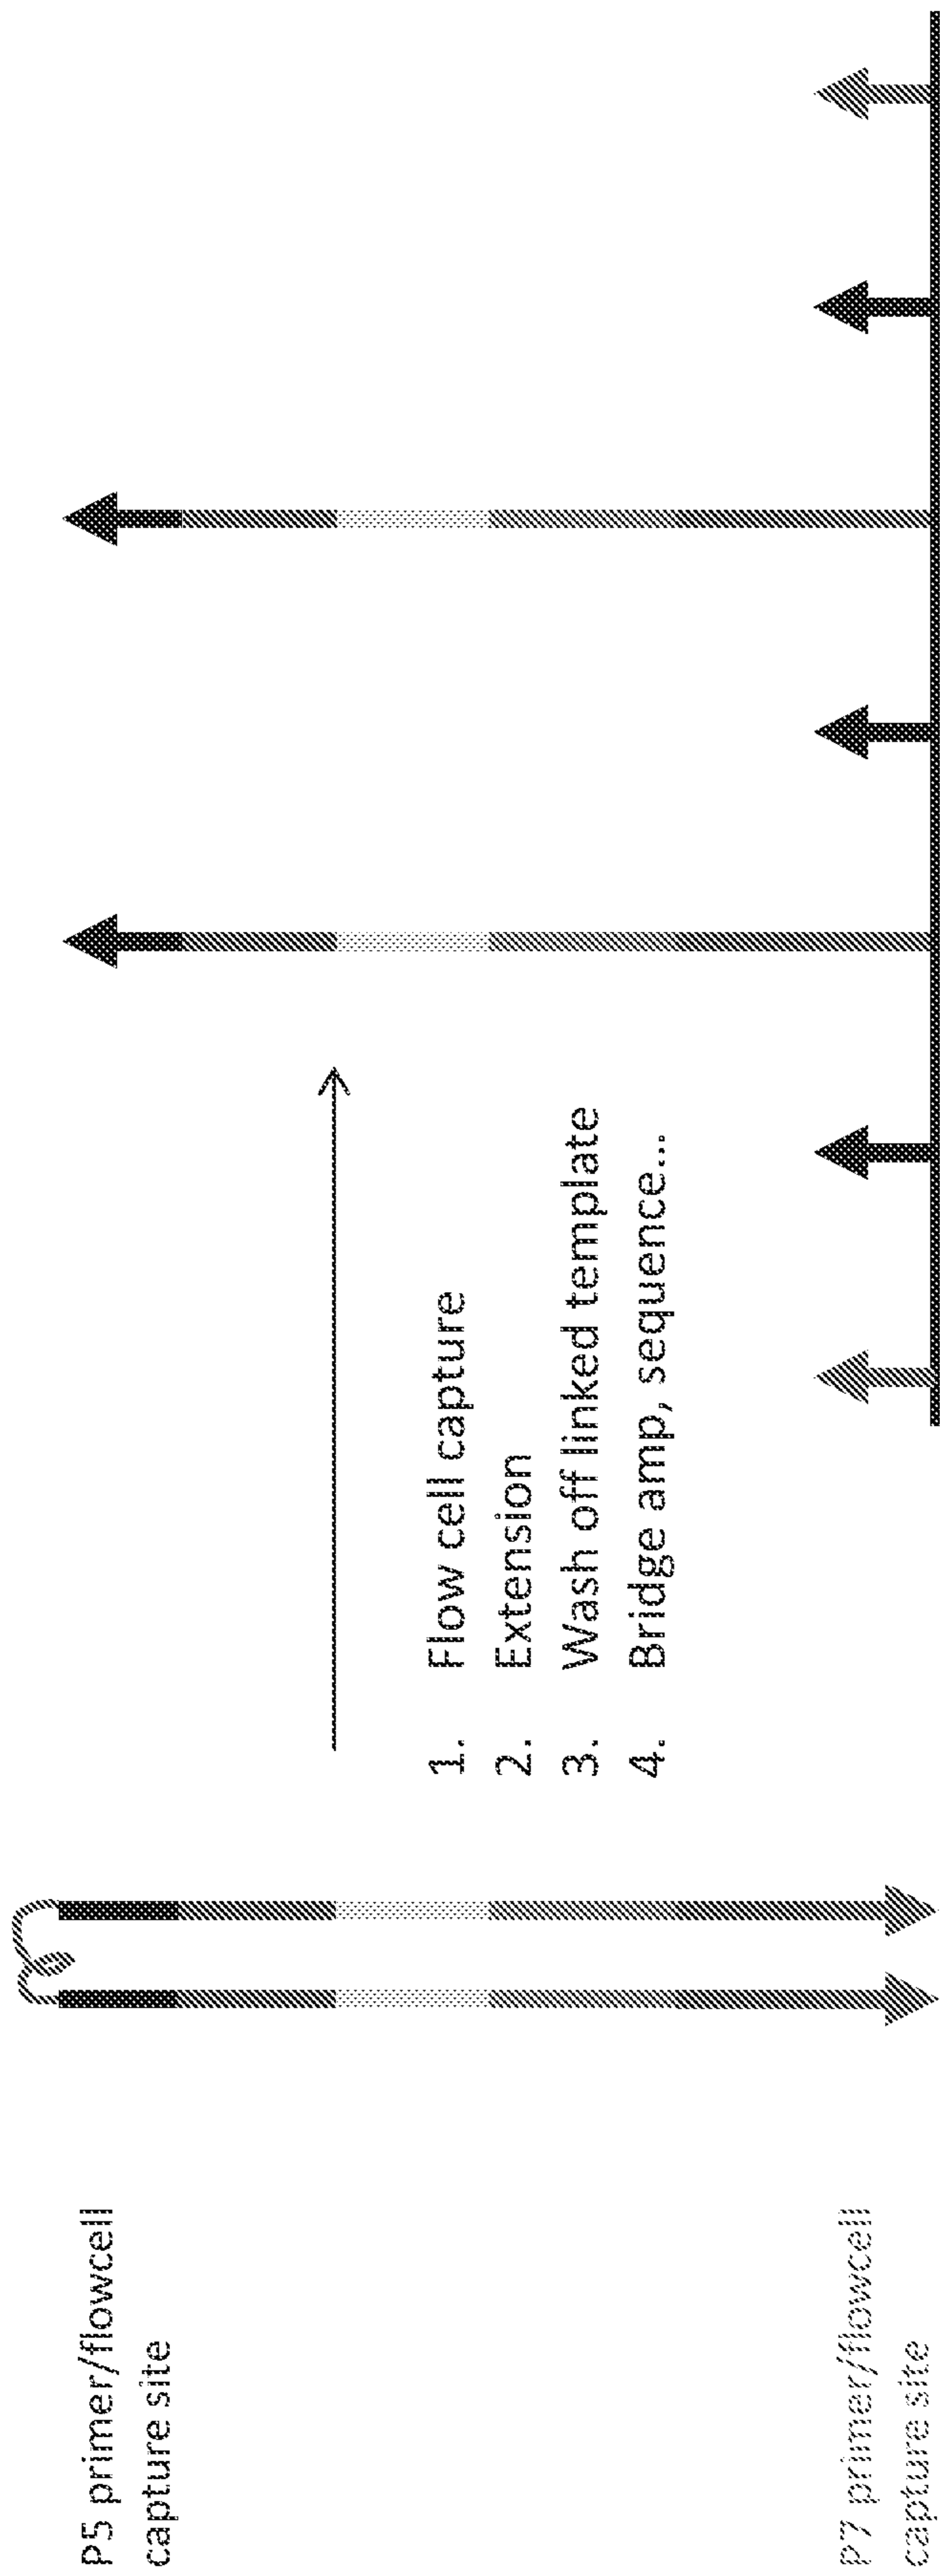 P5 primer/flowcell
capture site
P7 primer/flowcell
capture site
1. Flow cell capture
2. Extension
3. Wash off linked template
4. Bridge amp, sequence...